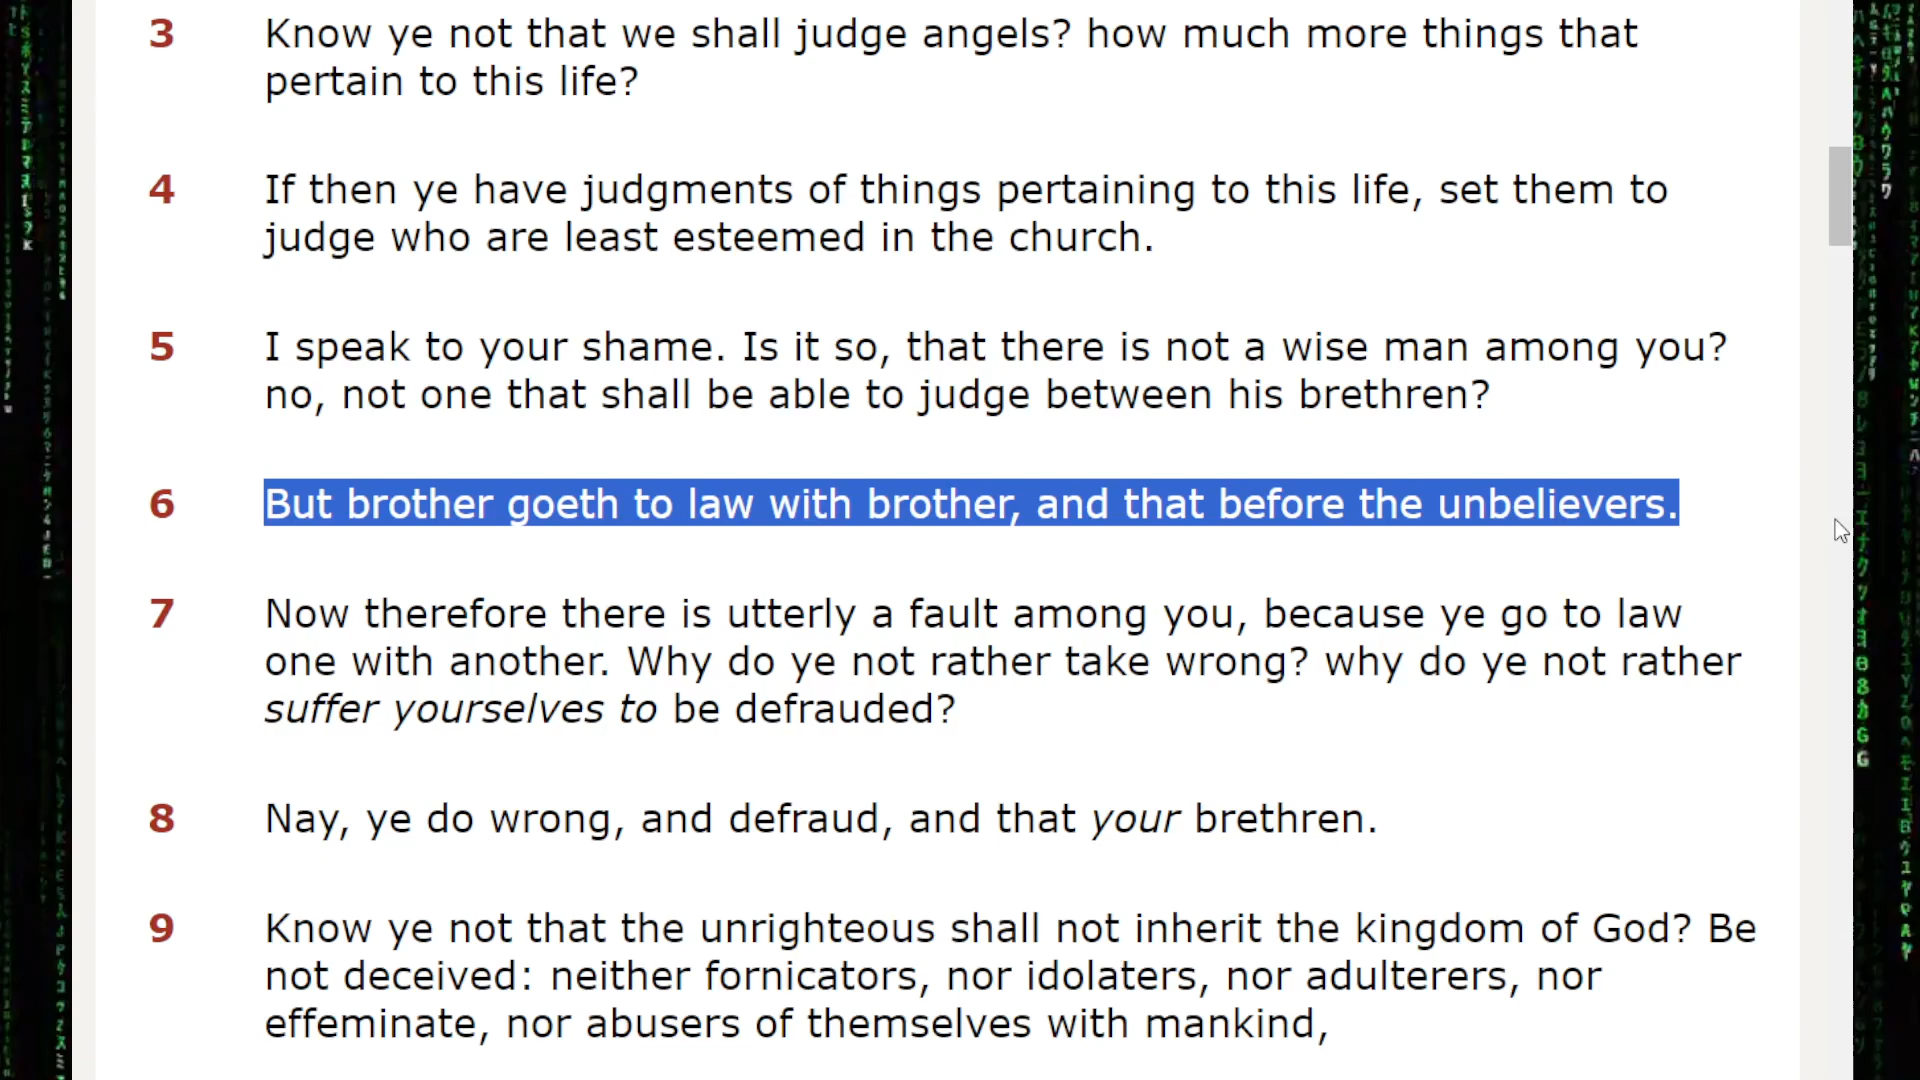 3 Know ye not that we shall judge angels? how much more things that
pertain to this life?
4 If then ye have judgments of things pertaining to this life, set them to
judge who are least esteemed in the church.
5 I speak to your shame. Is it so, that there is not a wise man among you?
no, not one that shall be able to judge between his brethren?
6 But brother goeth to law with brother, and that before the unbelievers.
7 Now therefore there is utterly a fault among you, because ye go to law
one with another. Why do ye not rather take wrong? why do ye not rather
suffer yourselves to be defrauded?
8 Nay, ye do wrong, and defraud, and that your brethren.
9 Know ye not that the unrighteous shall not inherit the kingdom of God? Be
not deceived: neither fornicators, nor idolaters, nor adulterers, nor
effeminate, nor abusers of themselves with mankind,